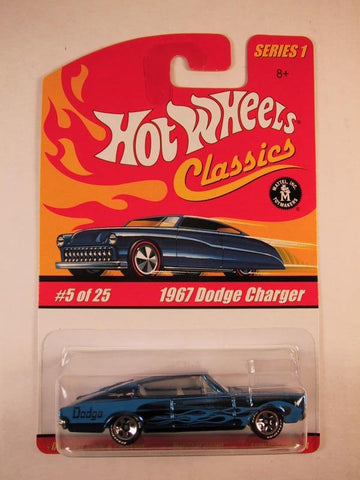 SERIES 1
8+
HOT WHEELS
Classics
MATTEL, INC.
M
TOYMAKERS
#5 of 25
1967 Dodge Charger
Dodge